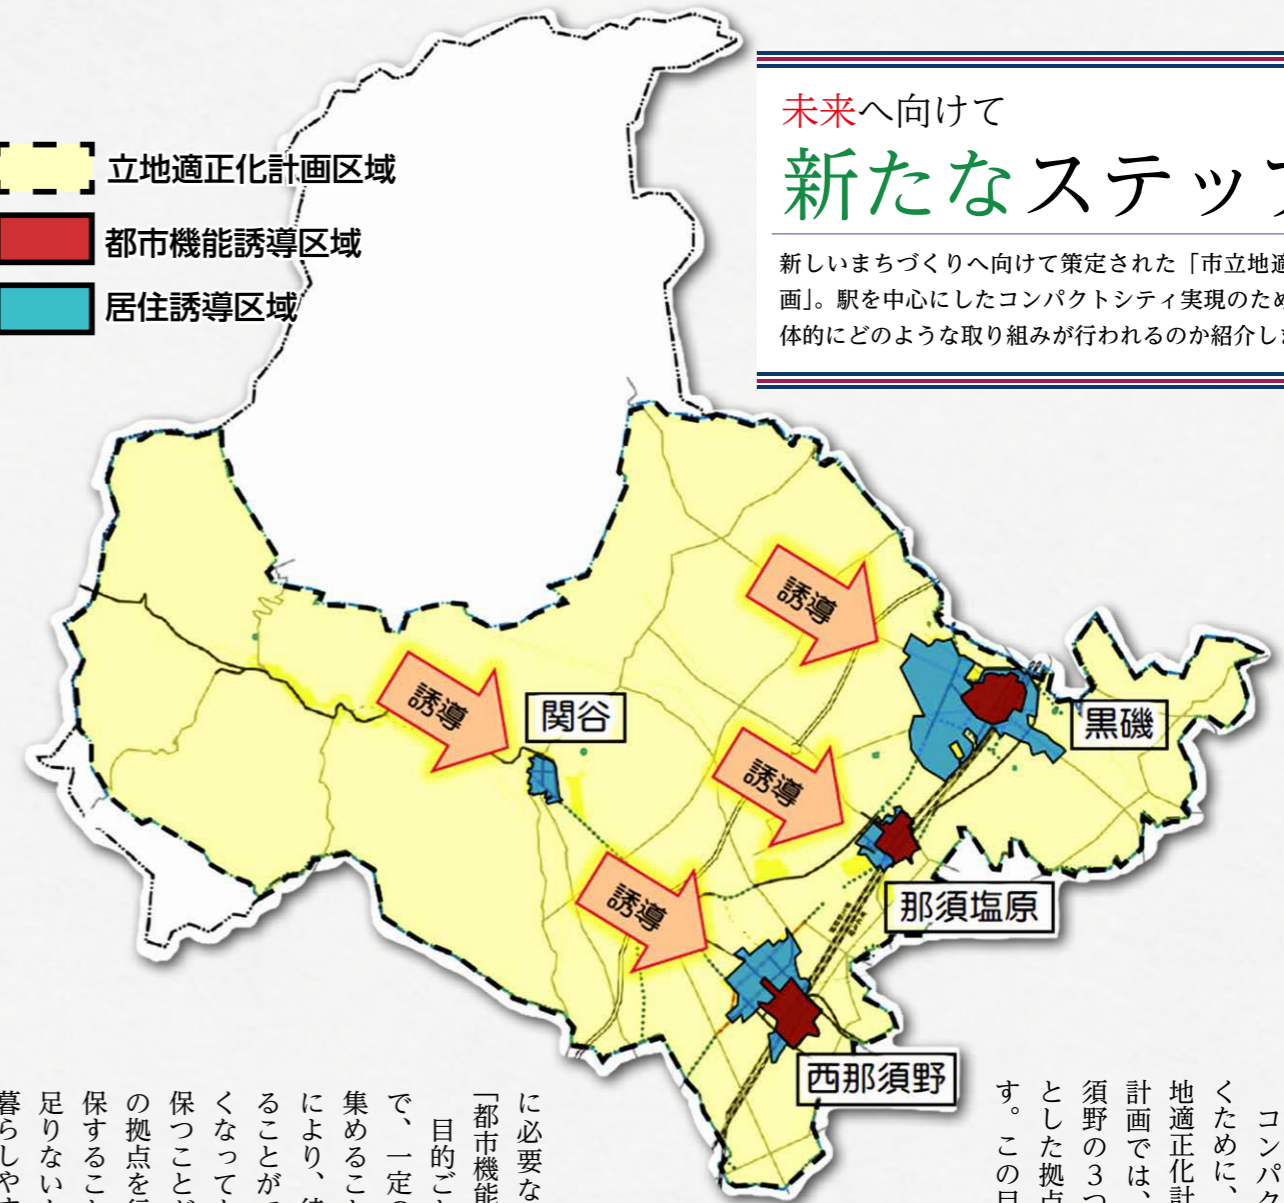 未来へ向けて
新たなステップ
新しいまちづくりへ向けて策定された「市立地適
画」。駅を中心にしたコンパクトシティ実現のため
体的にどのような取り組みが行われるのか紹介しま
立地適正化計画区域
都市機能誘導区域
居住誘導区域
誘導
誘導
関谷
黒磯
誘導
誘導
那須塩原
西那須野
コンパク
くために、
地適正化計
計画では、
須野の3つ
とした拠点
す。この目
に必要な
「都市機能
目的ごと
で、一定の
集めること
により、
ることがで
くなっても
保つことが
の拠点を行
保すること
足りないも
暮らしやす